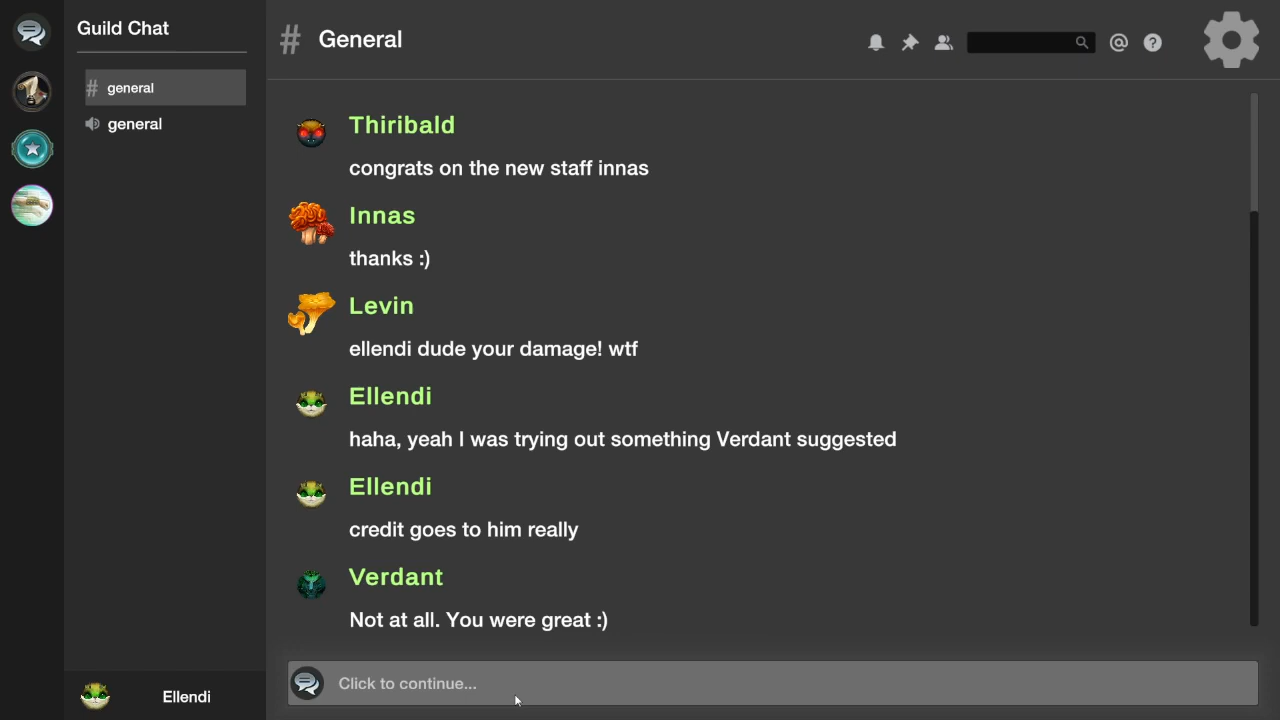 Guild Chat
# general
general
# General
Thiribald
congrats on the new staff innas
Innas
thanks :)
Levin
ellendi dude your damage! wtf
Ellendi
haha, yeah I was trying out something Verdant suggested
Ellendi
credit goes to him really
Verdant
Not at all. You were great :)
Click to continue...
Ellendi